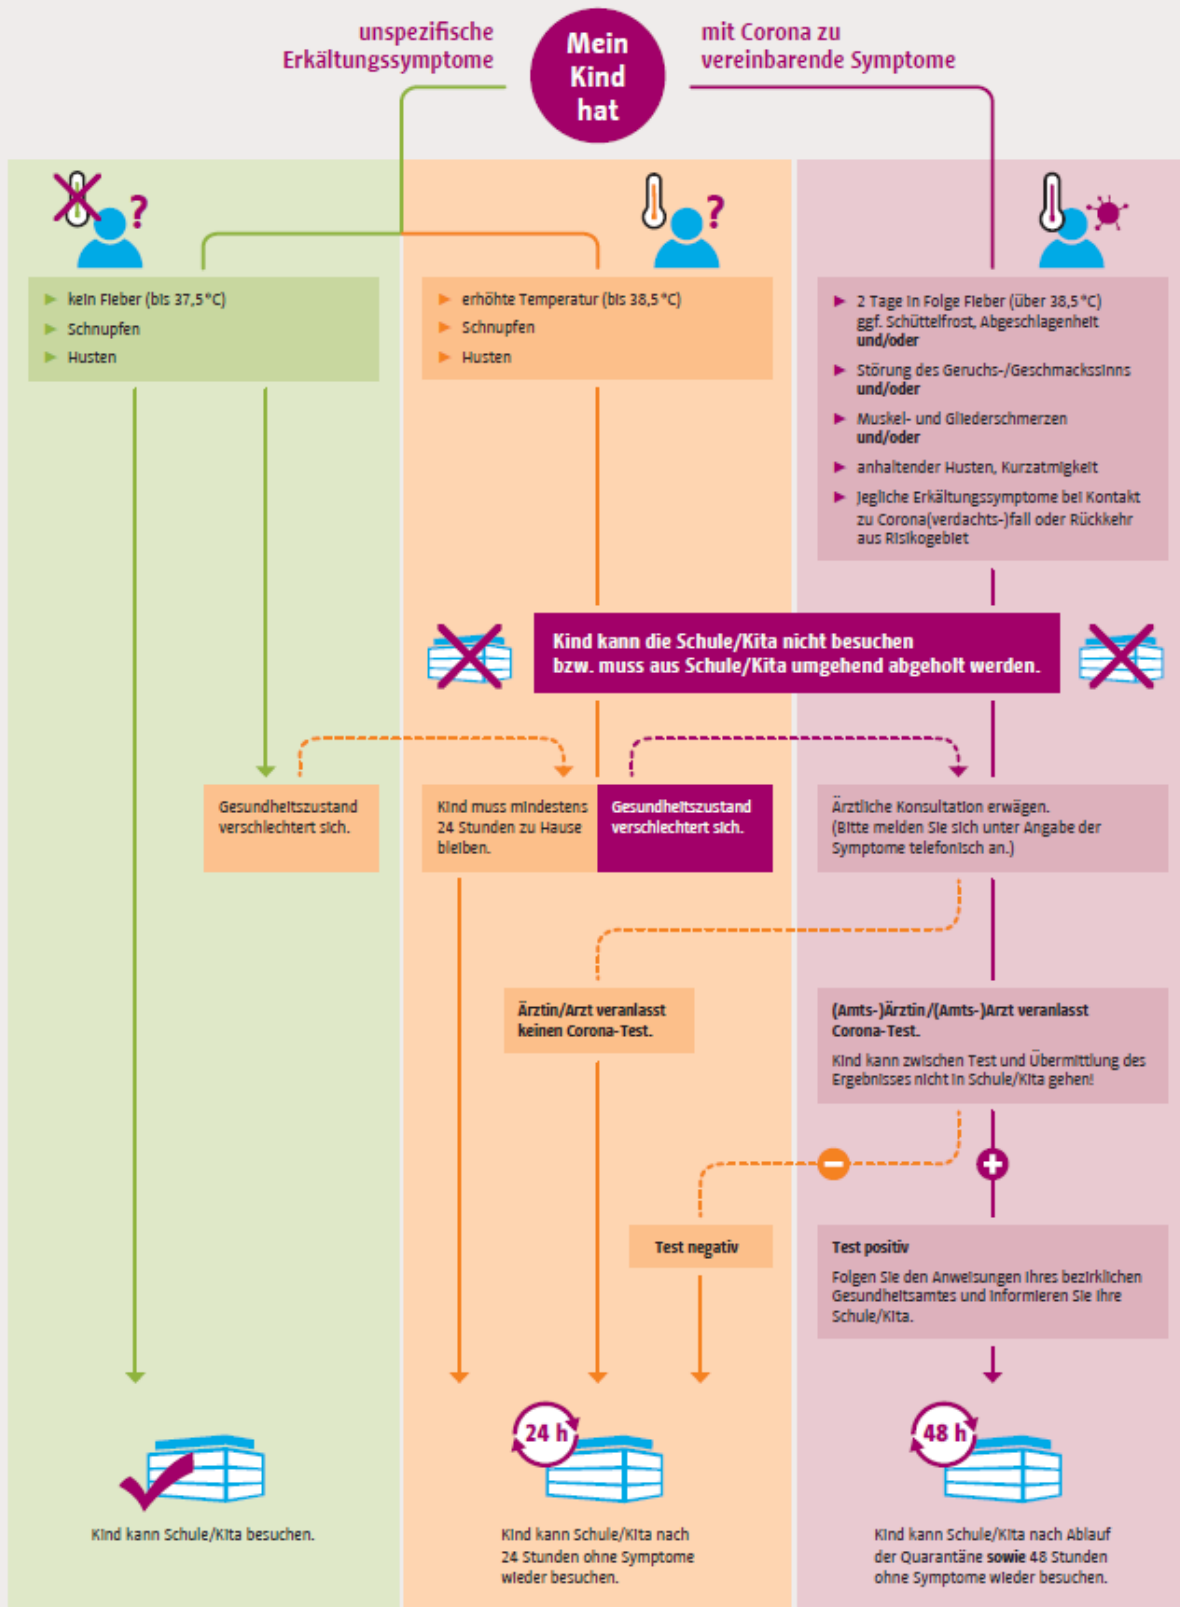 unspezifische
Erkältungssymptome
Mein
Kind
hat
mit Corona zu
vereinbarende Symptome
?
?
kein Fieber (bis 37,5°C)
Schnupfen
Husten
erhöhte Temperatur (bis 38,5°C)
Schnupfen
Husten
2 Tage in Folge Fieber (über 38,5°C)
ggf. Schüttelfrost, Abgeschlagenheit
und/oder
Störung des Geruchs-/Geschmackssinns
und/oder
Muskel- und Gliederschmerzen
und/oder
anhaltender Husten, Kurzatmigkeit
Jegliche Erkältungssymptome bei Kontakt
zu Corona(verdachts-)fall oder Rückkehr
aus Risikogebiet
Kind kann die Schule/Kita nicht besuchen
bzw. muss aus Schule/Kita umgehend abgeholt werden.
Gesundheitszustand
verschlechtert sich.
Kind muss mindestens
24 Stunden zu Hause
bleiben.
Gesundheitszustand
verschlechtert sich.
Ärztliche Konsultation erwägen.
(Bitte melden Sie sich unter Angabe der
Symptome telefonisch an.)
Ärztin/Arzt veranlasst
keinen Corona-Test.
(Amts-)Ärztin/(Amts-)Arzt veranlasst
Corona-Test.
Kind kann zwischen Test und Übermittlung des
Ergebnisses nicht in Schule/Kita gehen!
Test negativ
Test positiv
Folgen Sie den Anweisungen Ihres bezirklichen
Gesundheitsamtes und informieren Sie Ihre
Schule/Kita.
Kind kann Schule/Kita besuchen.
24 h
Kind kann Schule/Kita nach
24 Stunden ohne Symptome
wieder besuchen.
48 h
Kind kann Schule/Kita nach Ablauf
der Quarantäne sowie 48 Stunden
ohne Symptome wieder besuchen.